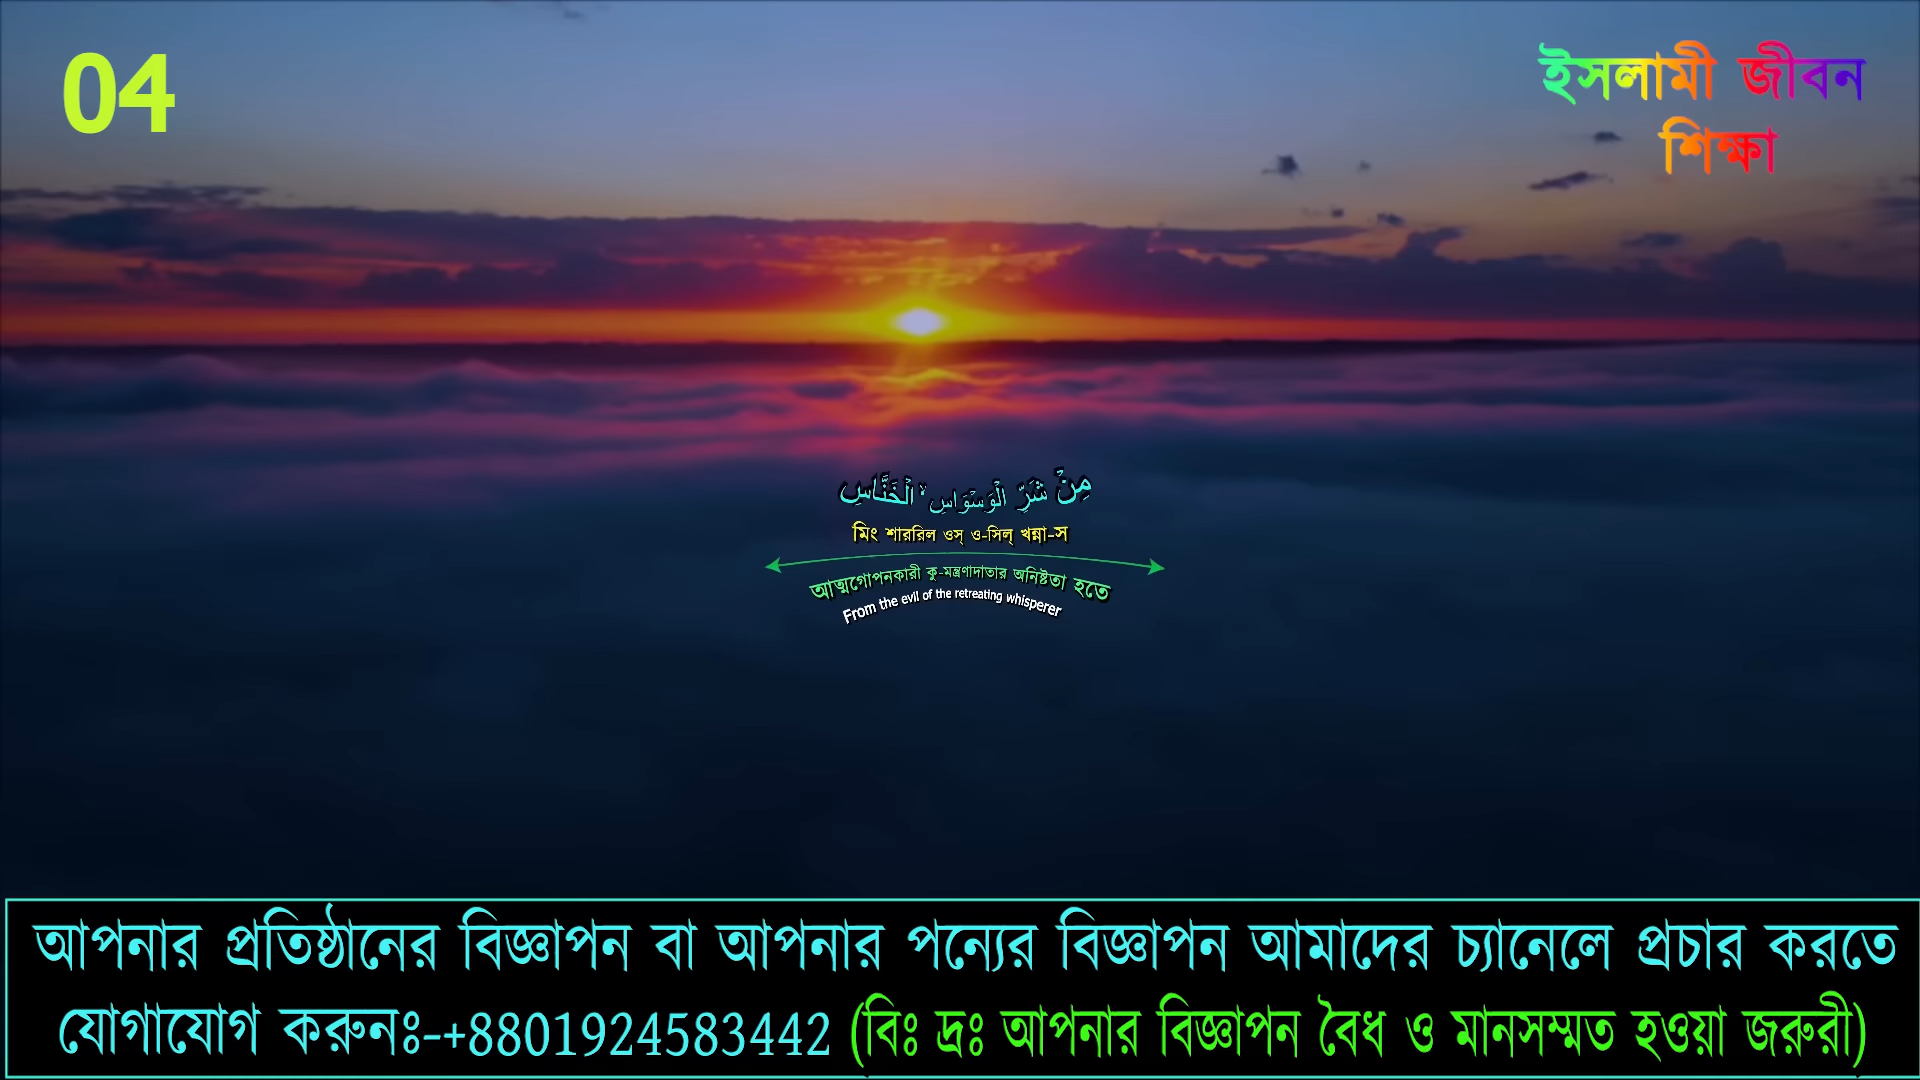 04
ইসলামী জীবন
শিক্ষা
مِنْ شَرِّ الْوَسْوَاسِ ۙ الْخَنَّاسِ
মিং শাররিল ওস্ ও-সিল্ খন্না-স
আত্মগোপনকারী কু-মন্ত্রণাদাতার অনিষ্টতা হতে
From the evil of the retreating whisperer
আপনার প্রতিষ্ঠানের বিজ্ঞাপন বা আপনার পন্যের বিজ্ঞাপন আমাদের চ্যানেলে প্রচার করতে
যোগাযোগ করুনঃ-+8801924583442 (বিঃ দ্রঃ আপনার বিজ্ঞাপন বৈধ ও মানসম্মত হওয়া জরুরী)